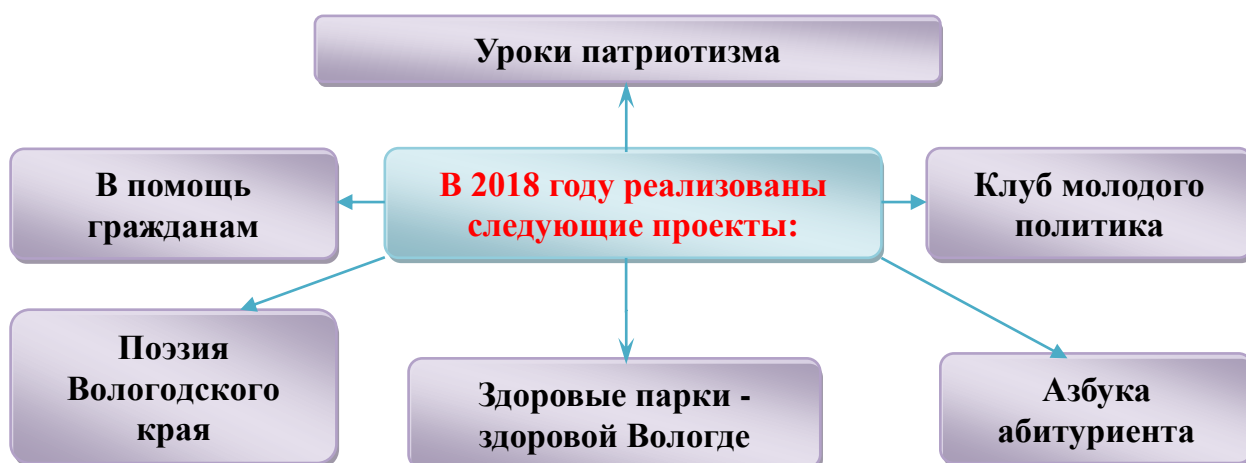 Уроки патриотизма
В помощь
гражданам
В 2018 году реализованы
следующие проекты:
Клуб молодого
политика
Поэзия
Вологодского
края
Здоровые парки -
здоровой Вологде
Азбука
абитуриента